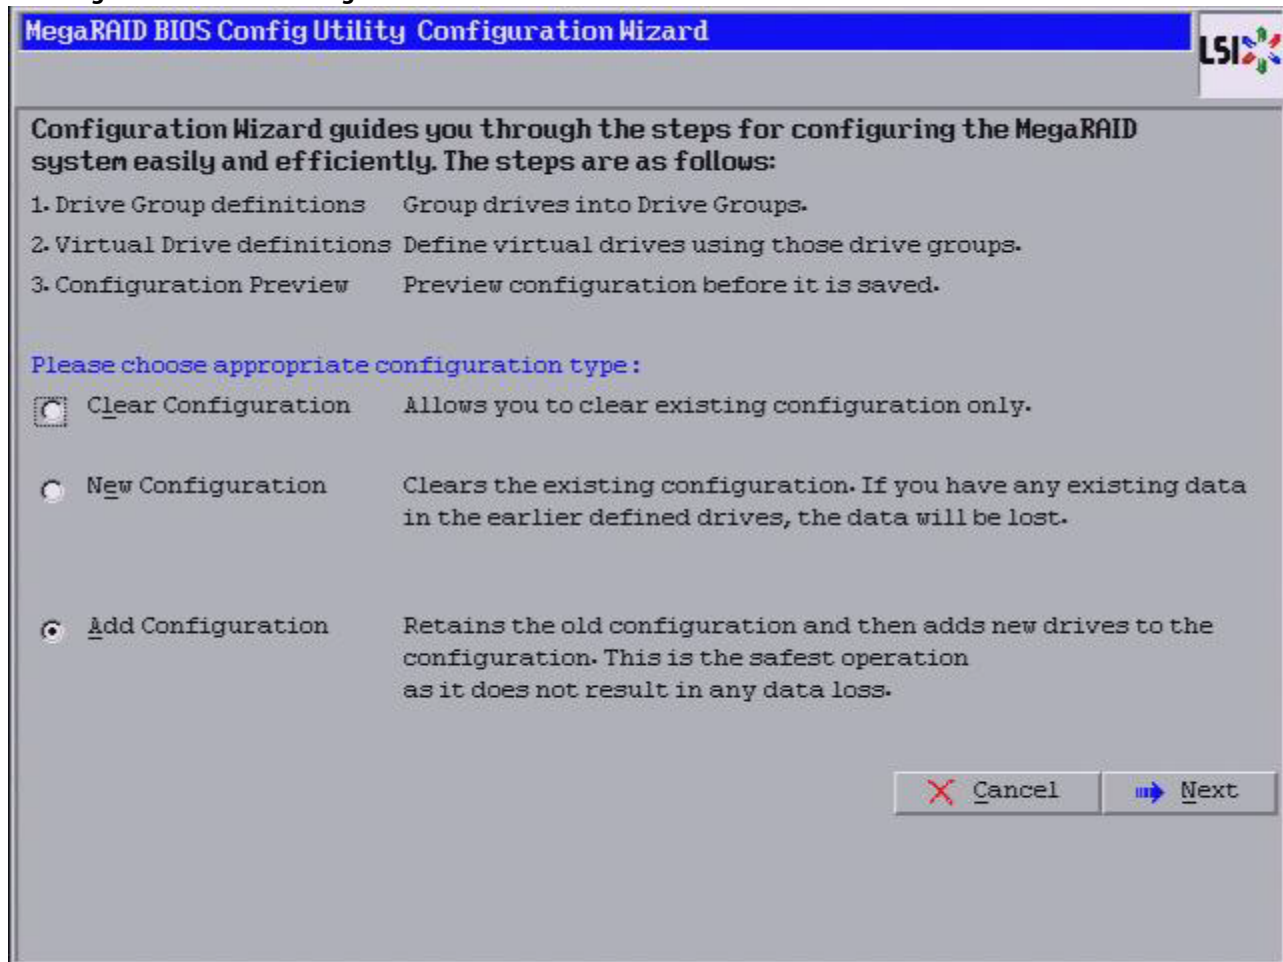 MegaRAID BIOS Config Utility Configuration Wizard
LSI
Configuration Wizard guides you through the steps for configuring the MegaRAID
system easily and efficiently. The steps are as follows:
1. Drive Group definitions Group drives into Drive Groups.
2. Virtual Drive definitions Define virtual drives using those drive groups.
3. Configuration Preview Preview configuration before it is saved.
Please choose appropriate configuration type:
Clear Configuration Allows you to clear existing configuration only.
New Configuration Clears the existing configuration. If you have any existing data
in the earlier defined drives, the data will be lost.
Add Configuration Retains the old configuration and then adds new drives to the
configuration. This is the safest operation
as it does not result in any data loss.
Cancel Next